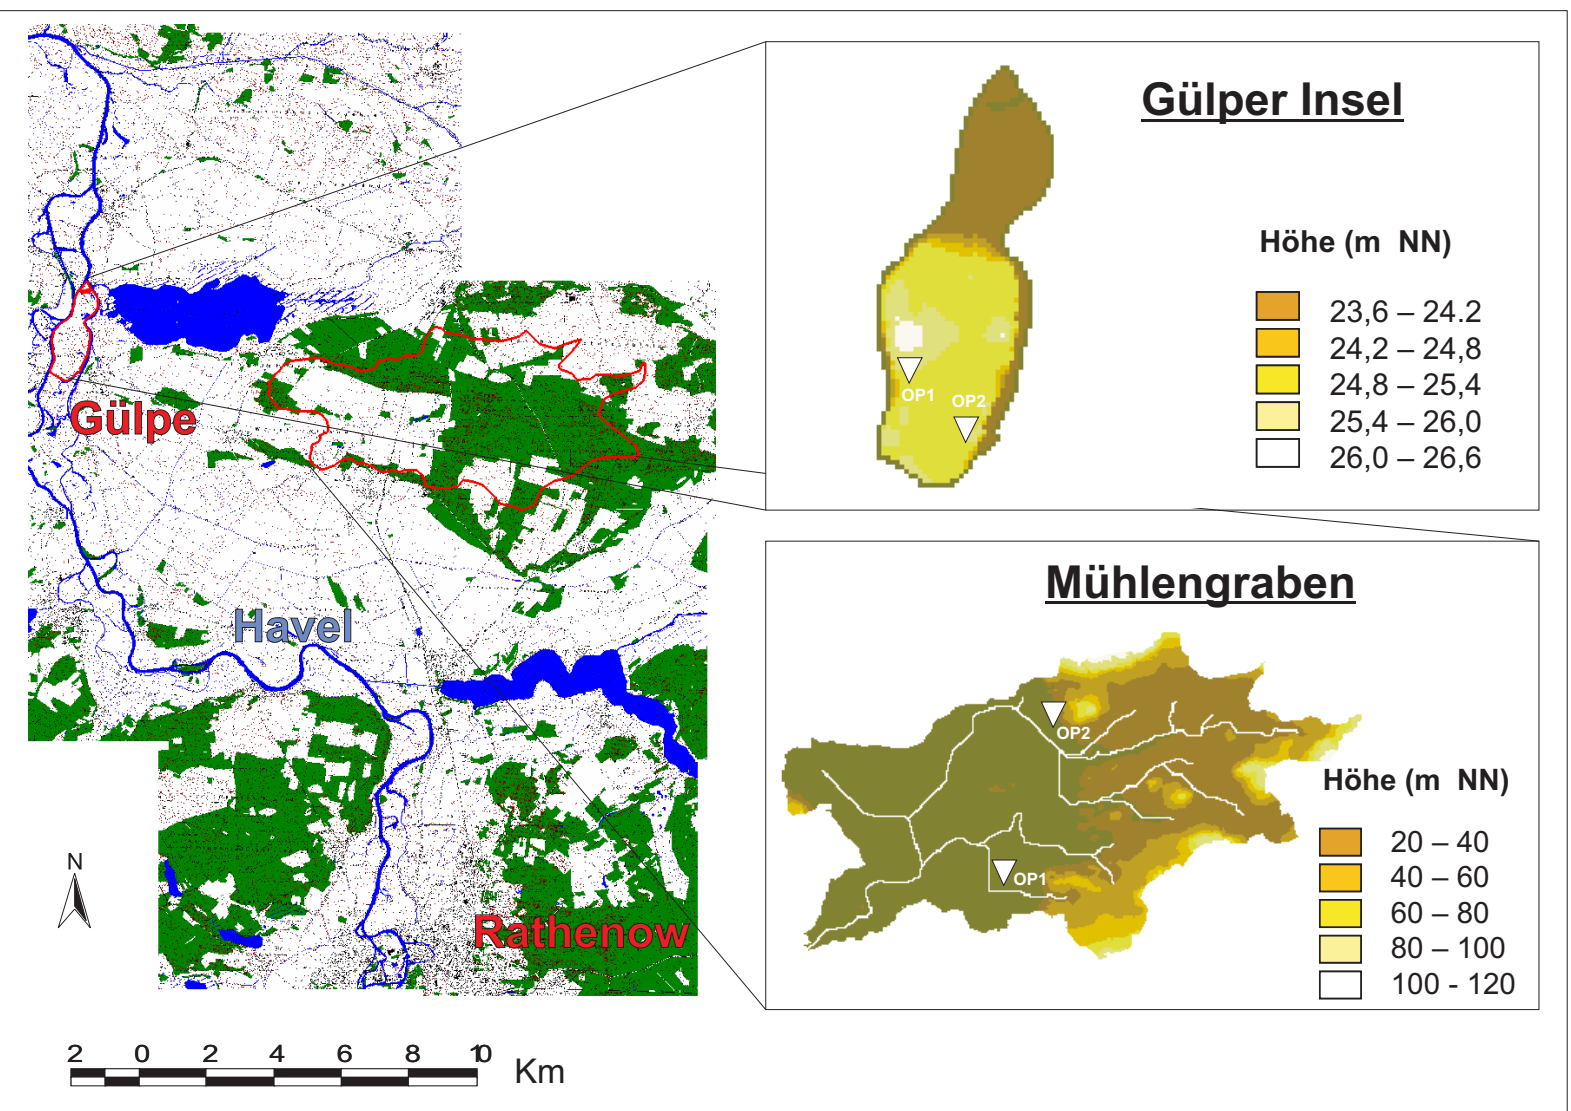 Gülper Insel
Höhe (m NN)
23,6 – 24.2
24,2 – 24,8
24,8 – 25,4
25,4 – 26,0
26,0 – 26,6
OP1
OP2
Gülpe
Havel
Rathenow
Mühlengraben
OP2
OP1
Höhe (m NN)
20 – 40
40 – 60
60 – 80
80 – 100
100 - 120
N
2 0 2 4 6 8 10
Km